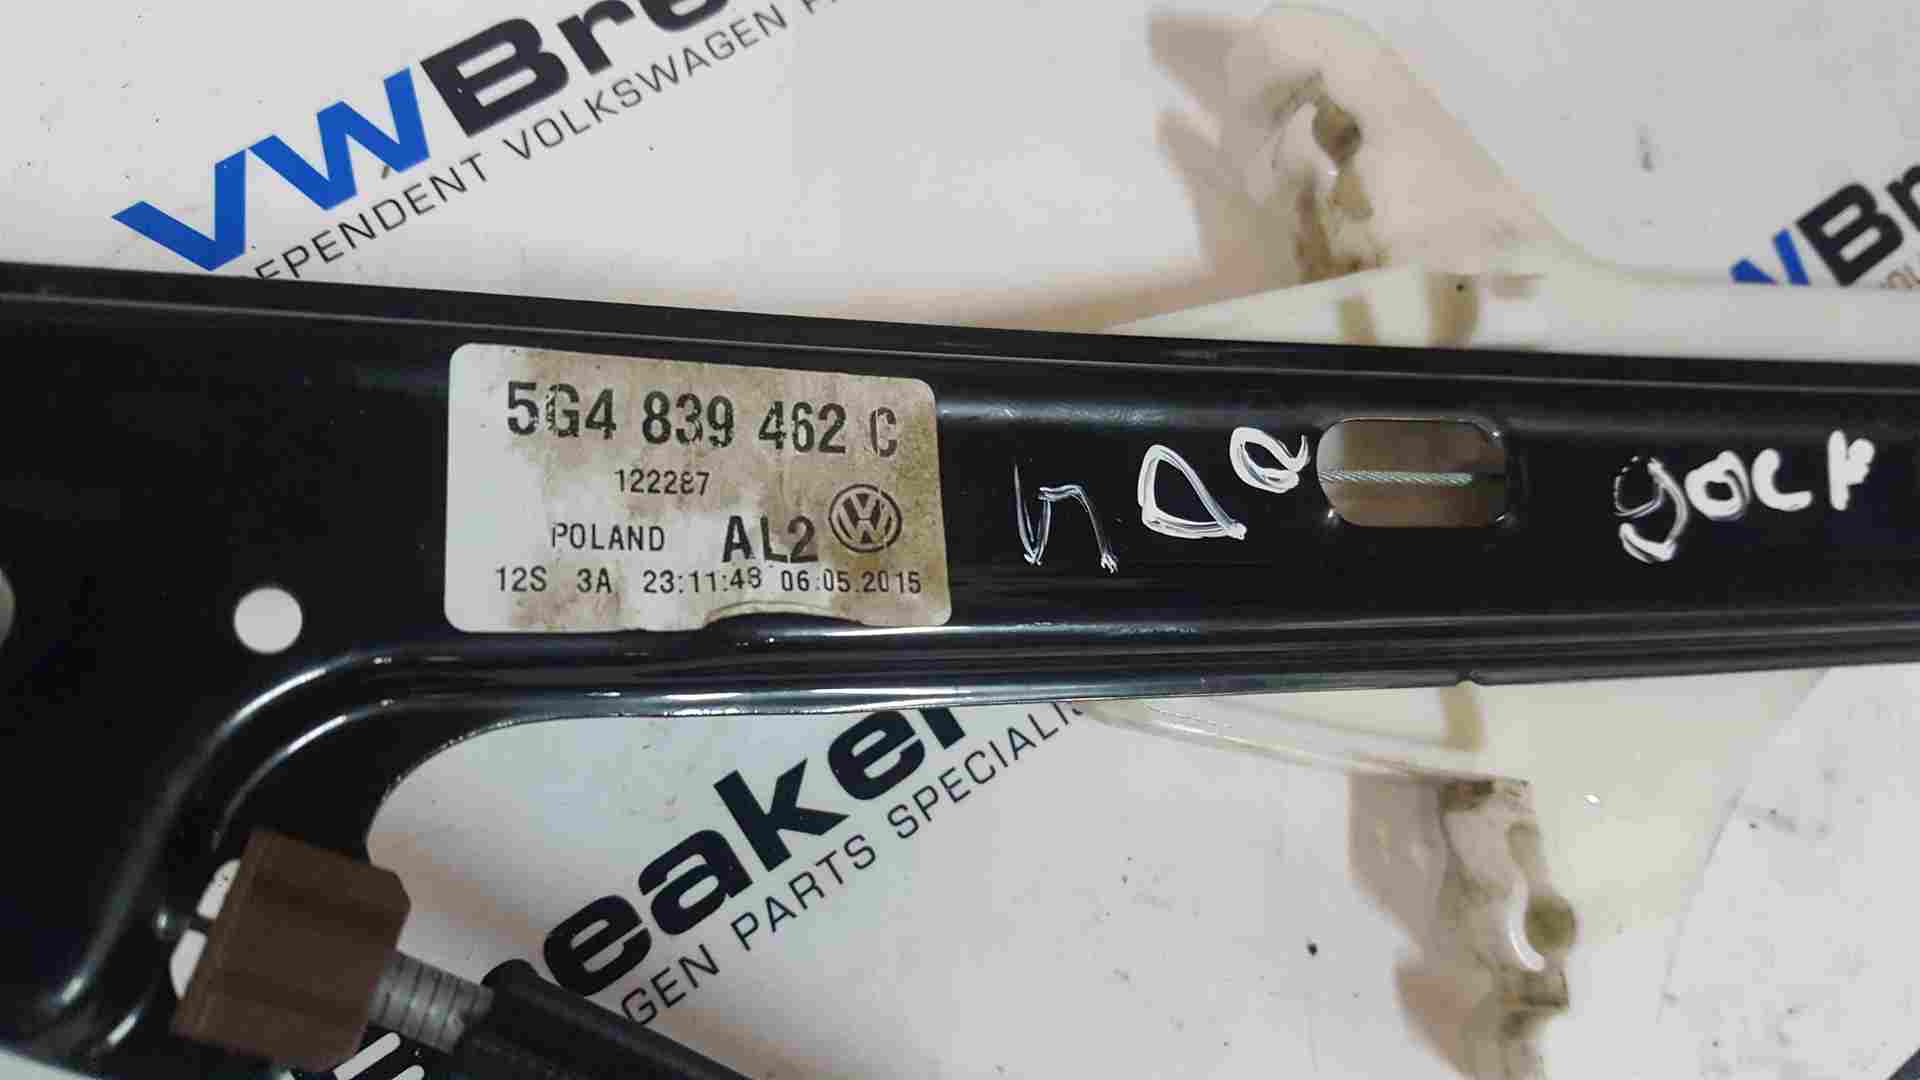 VWBre
EPENDENT VOLKSWAGEN
5G4 839 462 C
122287
POLAND AL2
12S 3A 23:11:48 06.05.2015
eaker
GEN PARTS SPECIALI